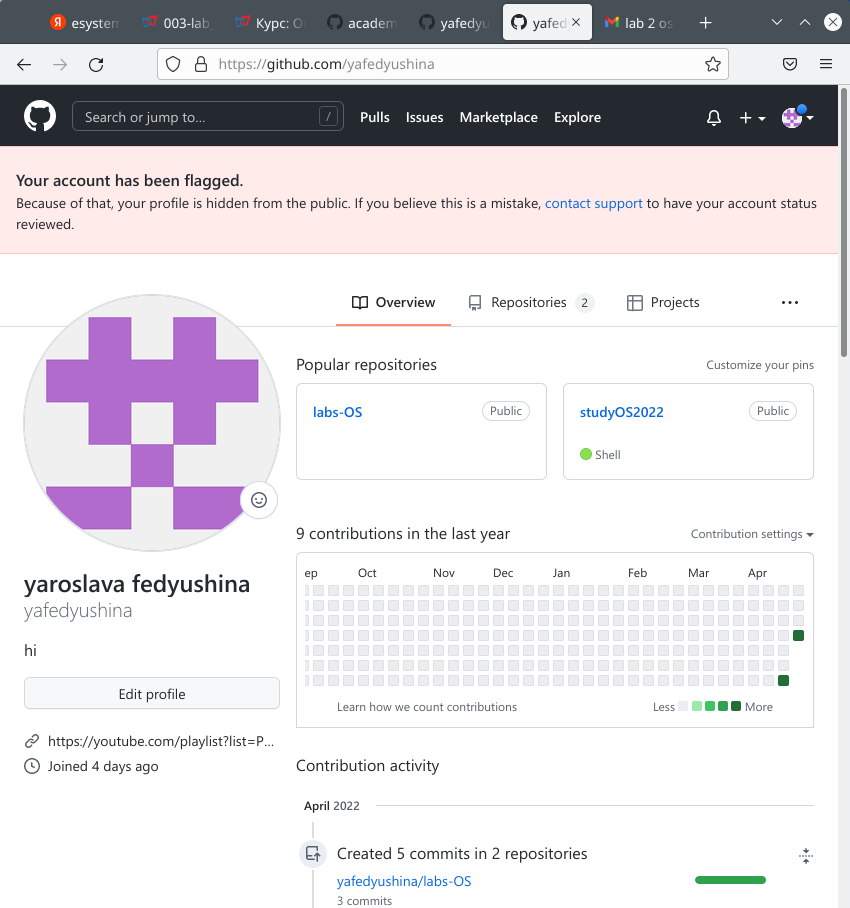 esystem
003-lab_
Курс: О
academ
yafedyu
yafed
lab 2 os
https://github.com/yafedyushina
Search or jump to...
/
Pulls
Issues
Marketplace
Explore
Your account has been flagged.
Because of that, your profile is hidden from the public. If you believe this is a mistake, contact support to have your account status
reviewed.
Overview
Repositories 2
Projects
Popular repositories
Customize your pins
labs-OS
Public
studyOS2022
Public
Shell
9 contributions in the last year
Contribution settings
ep Oct Nov Dec Jan Feb Mar Apr
Learn how we count contributions
Less
More
yaroslava fedyushina
yafedyushina
hi
Edit profile
https://youtube.com/playlist?list=P...
Joined 4 days ago
Contribution activity
April 2022
Created 5 commits in 2 repositories
yafedyushina/labs-OS
3 commits